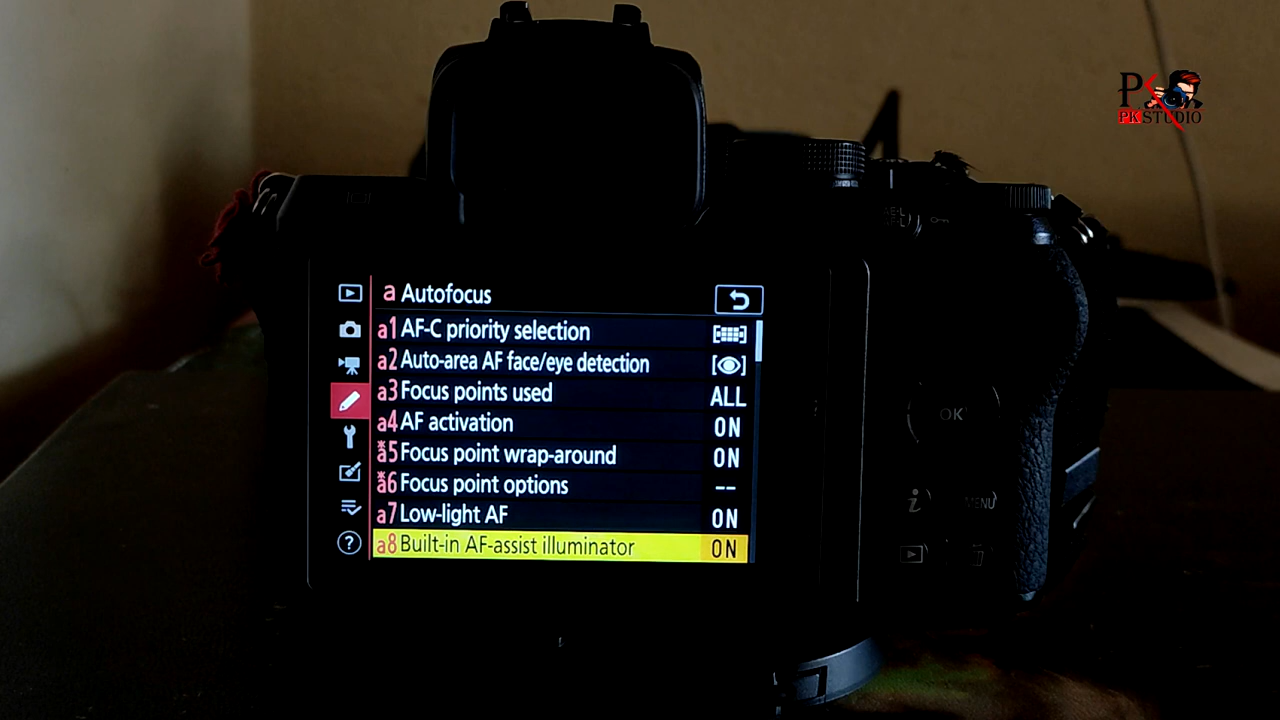 P
PK STUDIO
a Autofocus
a1 AF-C priority selection
a2 Auto-area AF face/eye detection
a3 Focus points used ALL
a4 AF activation ON
*a5 Focus point wrap-around ON
*a6 Focus point options --
a7 Low-light AF ON
a8 Built-in AF-assist illuminator ON
?
OK
i
MENU